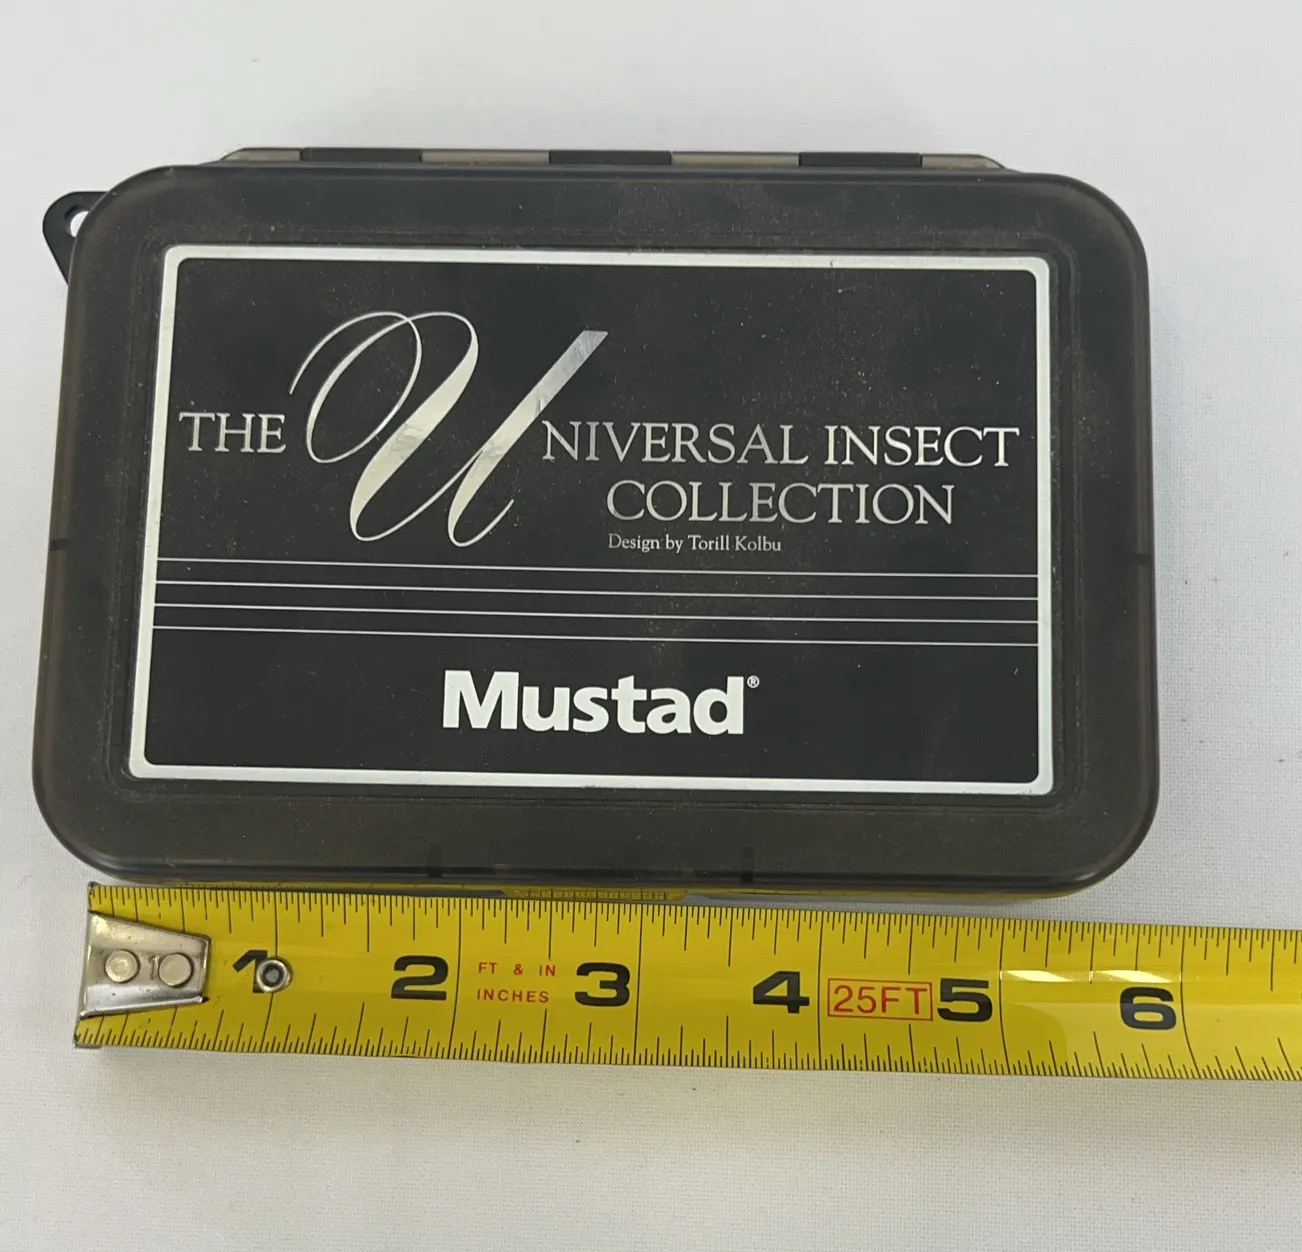 THE UNIVERSAL INSECT
COLLECTION
Design by Torill Kolbu
Mustad®
1 2 FT & IN INCHES 3 4 25FT 5 6